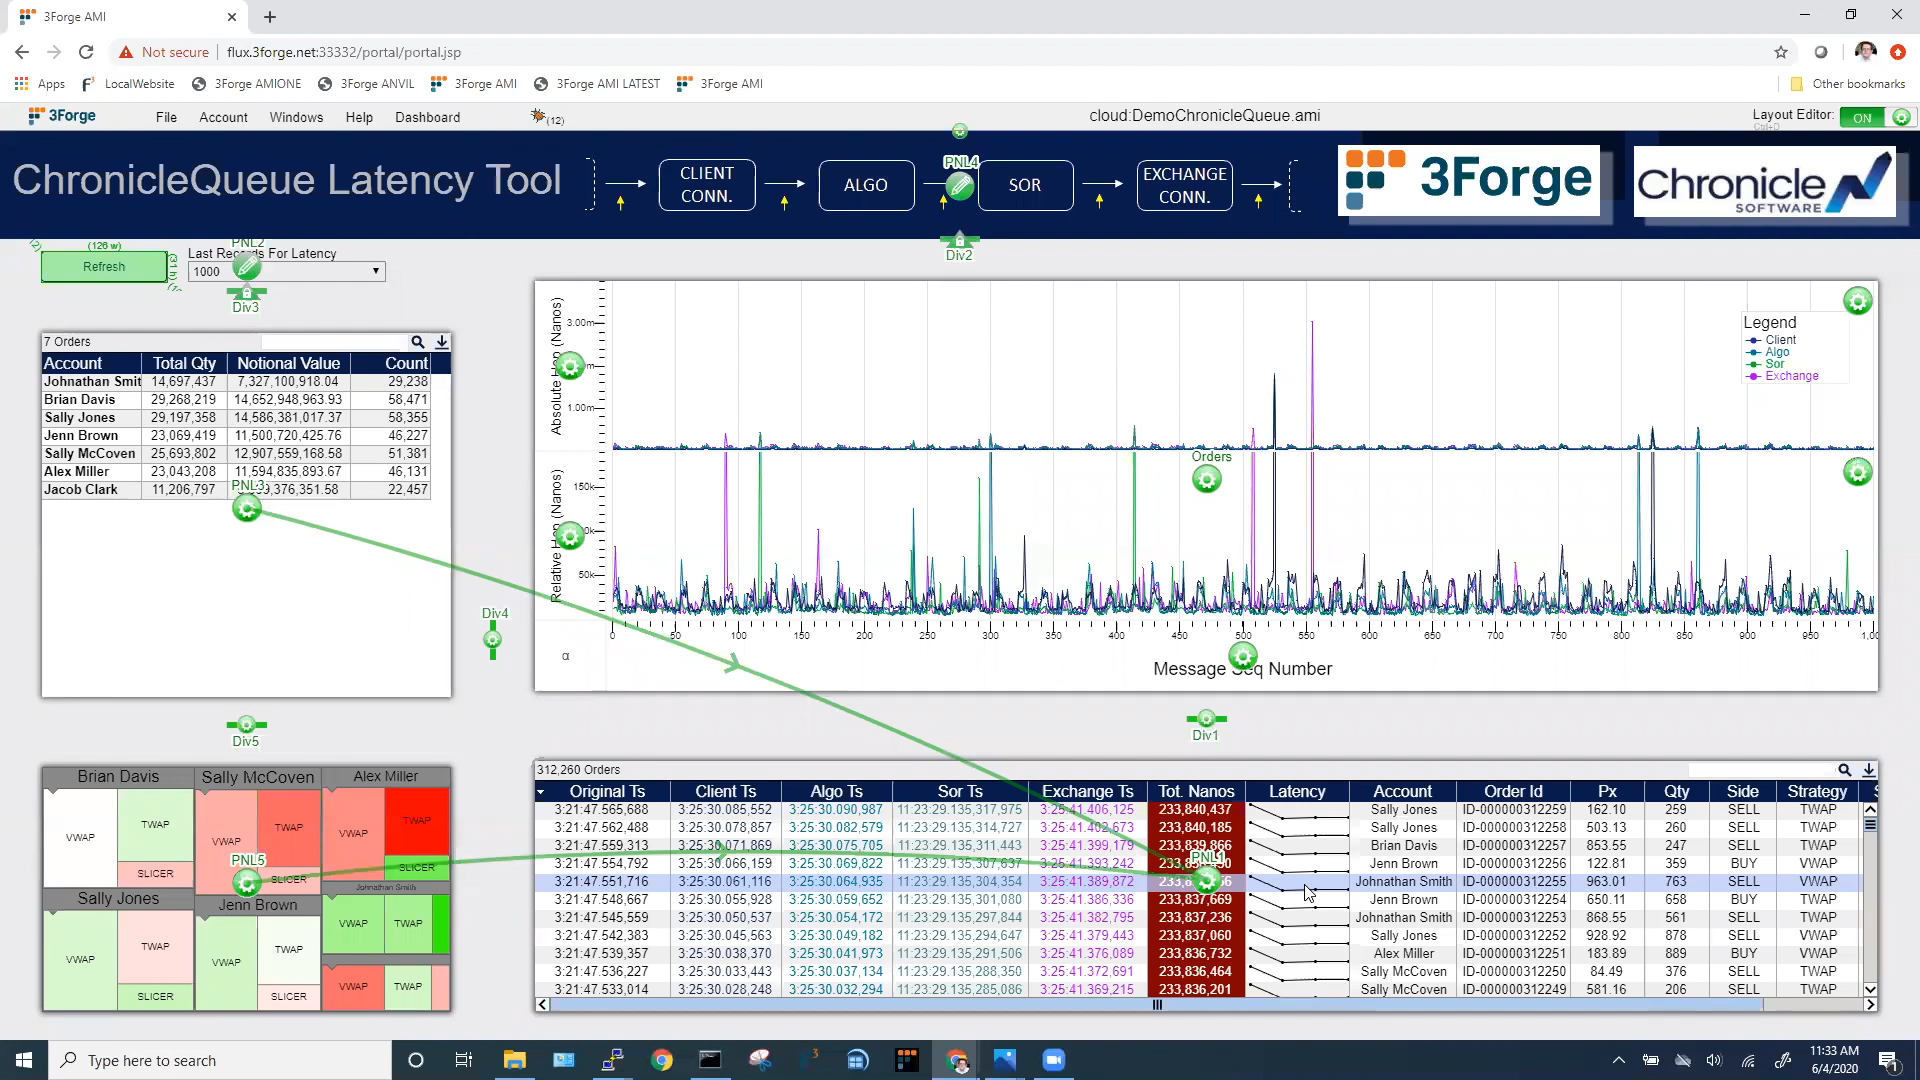 3Forge AMI
Not secure | flux.3forge.net:33332/portal/portal.jsp
Apps LocalWebsite 3Forge AMIONE 3Forge ANVIL 3Forge AMI 3Forge AMI LATEST 3Forge AMI Other bookmarks
3Forge File Account Windows Help Dashboard (12) cloud:DemoChronicleQueue.ami Layout Editor: ON
Ctrl+D
ChronicleQueue Latency Tool
CLIENT CONN.
ALGO
PNL4
SOR
EXCHANGE CONN.
3Forge
Chronicle
SOFTWARE
(126 w)
Refresh
PNL2
Last Records For Latency
1000
Div2
Div3
7 Orders
Account Total Qty Notional Value Count
Johnathan Smit 14,697,437 7,327,100,918.04 29,238
Brian Davis 29,268,219 14,652,948,963.93 58,471
Sally Jones 29,197,358 14,586,381,017.37 58,355
Jenn Brown 23,069,419 11,500,720,425.76 46,227
Sally McCoven 25,693,802 12,907,559,168.58 51,381
Alex Miller 23,043,208 11,594,835,893.67 46,131
Jacob Clark 11,206,797 376,351.58 22,457
PNL3
Div4
Div5
Absolute Hop (Nanos)
3.00m
1.00m
Relative Hop (Nanos)
150k
50k
Legend
Client
Algo
Sor
Exchange
Orders
0 50 100 150 200 250 300 350 400 450 500 550 600 650 700 750 800 850 900 950 1,00
α
Message Seq Number
Div1
Brian Davis
VWAP
TWAP
SLICER
Sally McCoven
VWAP
TWAP
SLICER
Alex Miller
VWAP
TWAP
SLICER
PNL5
Sally Jones
VWAP
TWAP
SLICER
Jenn Brown
VWAP
TWAP
SLICER
Johnathan Smith
VWAP
TWAP
VWAP
TWAP
312,260 Orders
Original Ts Client Ts Algo Ts Sor Ts Exchange Ts Tot. Nanos Latency Account Order Id Px Qty Side Strategy
3:21:47.565,688 3:25:30.085,552 3:25:30.090,987 11:23:29.135,317,975 3:25:41.406,125 233,840,437 Sally Jones ID-000000312259 162.10 259 SELL TWAP
3:21:47.562,488 3:25:30.078,857 3:25:30.082,579 11:23:29.135,314,727 3:25:41.402,673 233,840,185 Sally Jones ID-000000312258 503.13 260 SELL TWAP
3:21:47.559,313 3:25:30.071,869 3:25:30.075,705 11:23:29.135,311,443 3:25:41.399,179 233,839,866 Brian Davis ID-000000312257 853.55 247 SELL TWAP
3:21:47.554,792 3:25:30.066,159 3:25:30.069,822 11:23:29.135,307,637 3:25:41.393,242 Jenn Brown ID-000000312256 122.81 359 BUY VWAP
PNL1
3:21:47.551,716 3:25:30.061,116 3:25:30.064,935 11:23:29.135,304,354 3:25:41.389,872 Johnathan Smith ID-000000312255 963.01 763 SELL VWAP
3:21:47.548,667 3:25:30.055,928 3:25:30.059,652 11:23:29.135,301,080 3:25:41.386,336 233,837,669 Jenn Brown ID-000000312254 650.11 658 BUY VWAP
3:21:47.545,559 3:25:30.050,537 3:25:30.054,172 11:23:29.135,297,844 3:25:41.382,795 233,837,236 Johnathan Smith ID-000000312253 868.55 561 SELL VWAP
3:21:47.542,383 3:25:30.045,563 3:25:30.049,182 11:23:29.135,294,647 3:25:41.379,443 233,837,060 Sally Jones ID-000000312252 928.92 878 SELL VWAP
3:21:47.539,357 3:25:30.038,370 3:25:30.041,973 11:23:29.135,291,506 3:25:41.376,089 233,836,732 Alex Miller ID-000000312251 183.89 889 BUY VWAP
3:21:47.536,227 3:25:30.033,443 3:25:30.037,134 11:23:29.135,288,350 3:25:41.372,691 233,836,464 Sally McCoven ID-000000312250 84.49 376 SELL TWAP
3:21:47.533,014 3:25:30.028,248 3:25:30.032,294 11:23:29.135,285,086 3:25:41.369,215 233,836,201 Sally McCoven ID-000000312249 581.16 206 SELL TWAP
Type here to search
11:33 AM
6/4/2020